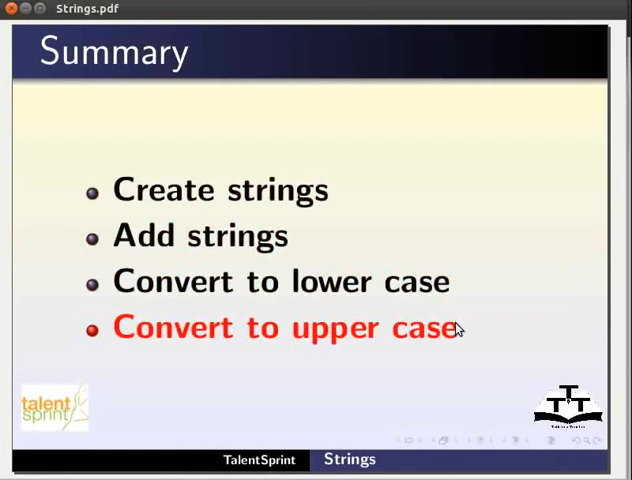 Strings.pdf
Summary
Create strings
Add strings
Convert to lower case
Convert to upper case
talent
sprint
TTT
TalentSprint
Strings